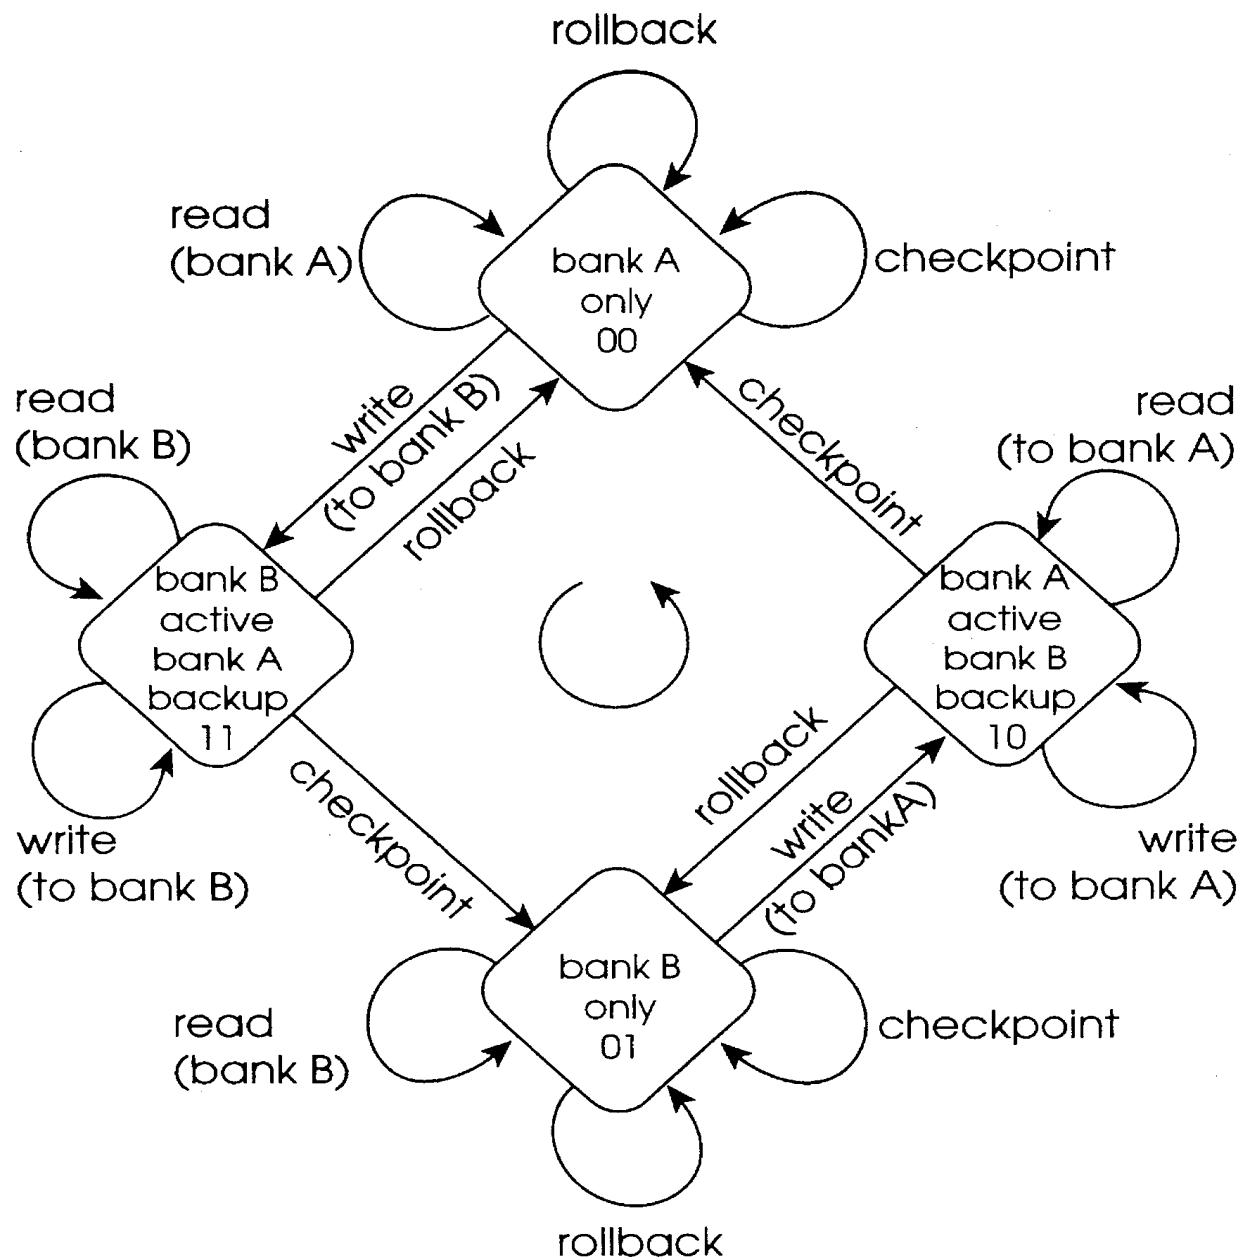 rollback
read
(bank A)
bank A
only
00
checkpoint
write
(to bank B)
rollback
checkpoint
read
(bank B)
read
(to bank A)
bank B
active
bank A
backup
11
bank A
active
bank B
backup
10
write
(to bank B)
checkpoint
rollback
write
(to bankA)
write
(to bank A)
bank B
only
01
read
(bank B)
checkpoint
rollback